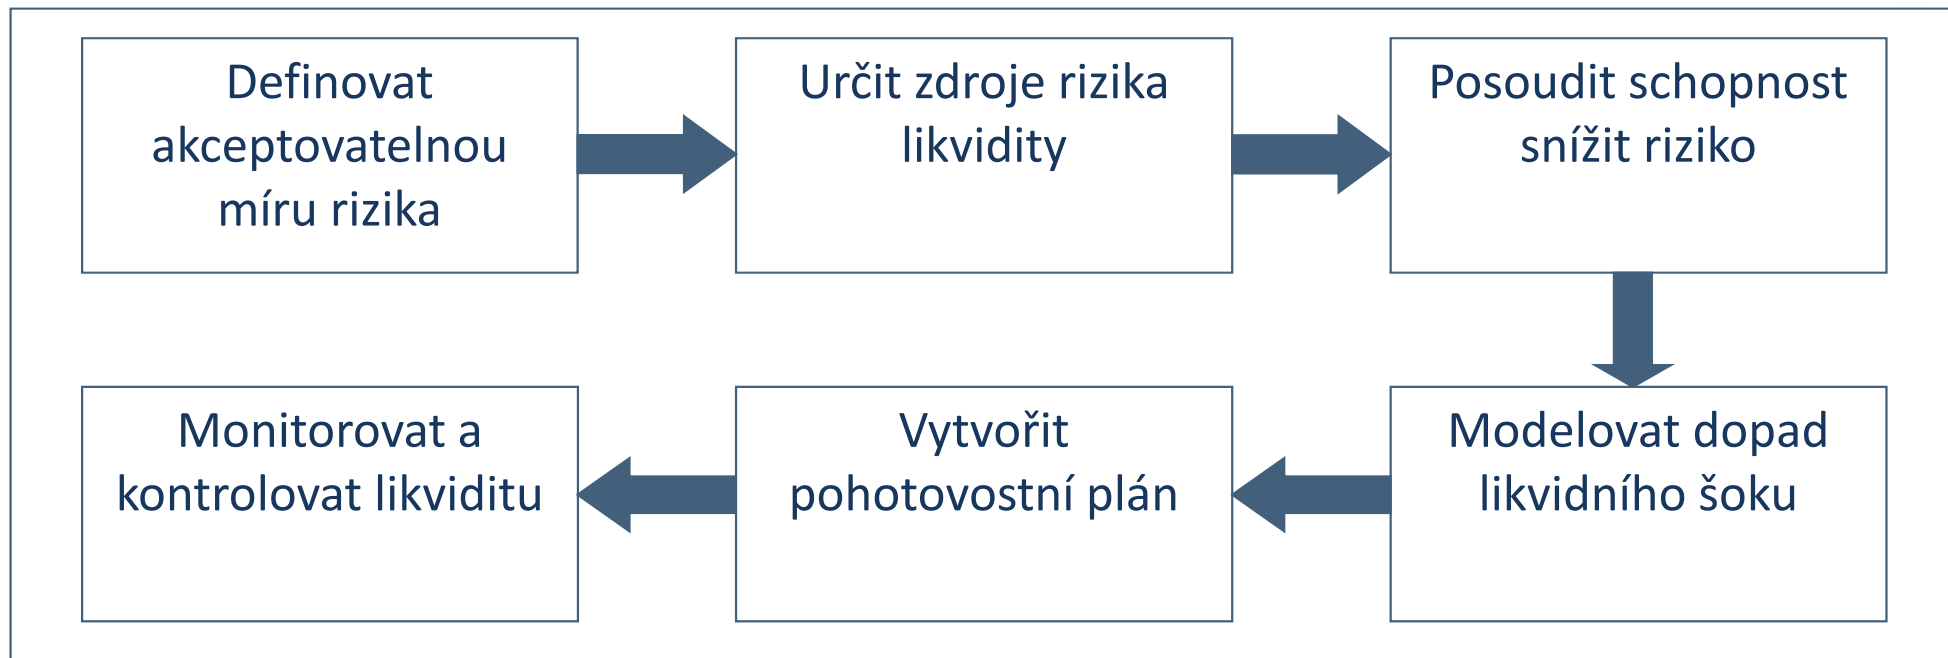 Definovat
akceptovatelnou
míru rizika
Určit zdroje rizika
likvidity
Posoudit schopnost
snížit riziko
Modelovat dopad
likvidního šoku
Vytvořit
pohotovostní plán
Monitorovat a
kontrolovat likviditu